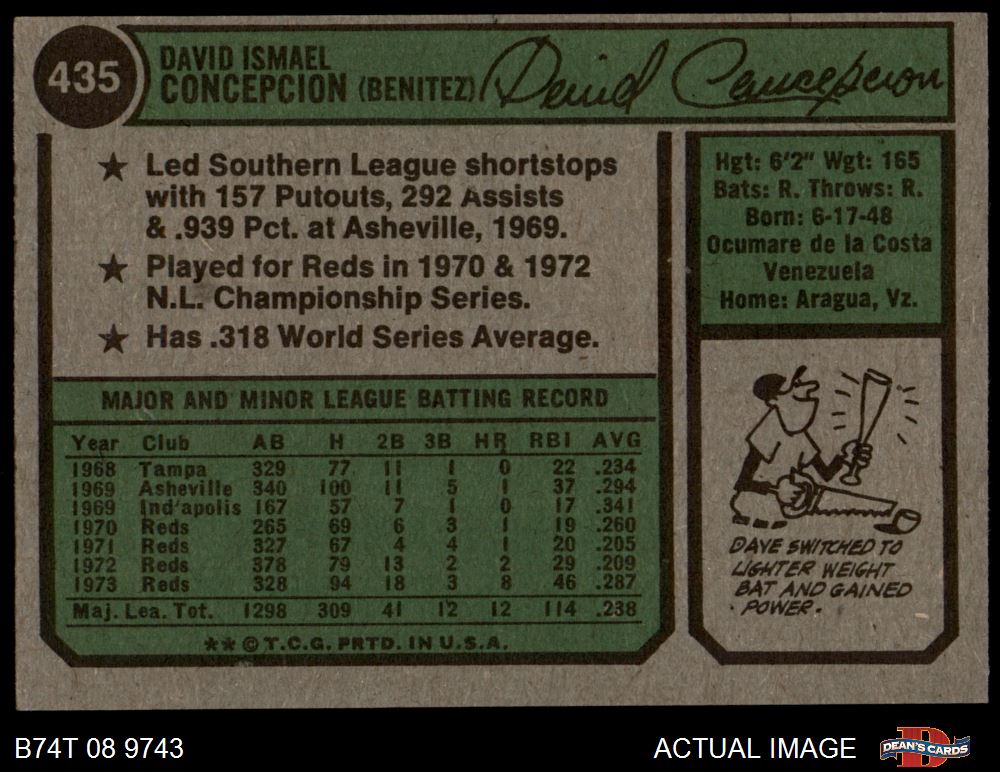 435
DAVID ISMAEL
CONCEPCION (BENITEZ)
David Concepcion
★ Led Southern League shortstops
with 157 Putouts, 292 Assists
& .939 Pct. at Asheville, 1969.
★ Played for Reds in 1970 & 1972
N.L. Championship Series.
★ Has .318 World Series Average.
Hgt: 6'2" Wgt: 165
Bats: R. Throws: R.
Born: 6-17-48
Ocumare de la Costa
Venezuela
Home: Aragua, Vz.
MAJOR AND MINOR LEAGUE BATTING RECORD
Year Club AB H 2B 3B HR RBI AVG
1968 Tampa 329 77 11 1 0 22 .234
1969 Asheville 340 100 11 5 1 37 .294
1969 Ind'apolis 167 57 7 1 0 17 .341
1970 Reds 265 69 6 3 1 19 .260
1971 Reds 327 67 4 4 1 20 .205
1972 Reds 378 79 13 2 2 29 .209
1973 Reds 328 94 18 3 8 46 .287
Maj. Lea. Tot. 1298 309 41 12 12 114 .238
** © T.C.G. PRTD. IN U.S.A.
DAVE SWITCHED TO
LIGHTER WEIGHT
BAT AND GAINED
POWER.
B74T 08 9743
ACTUAL IMAGE
D
DEAN'S CARDS